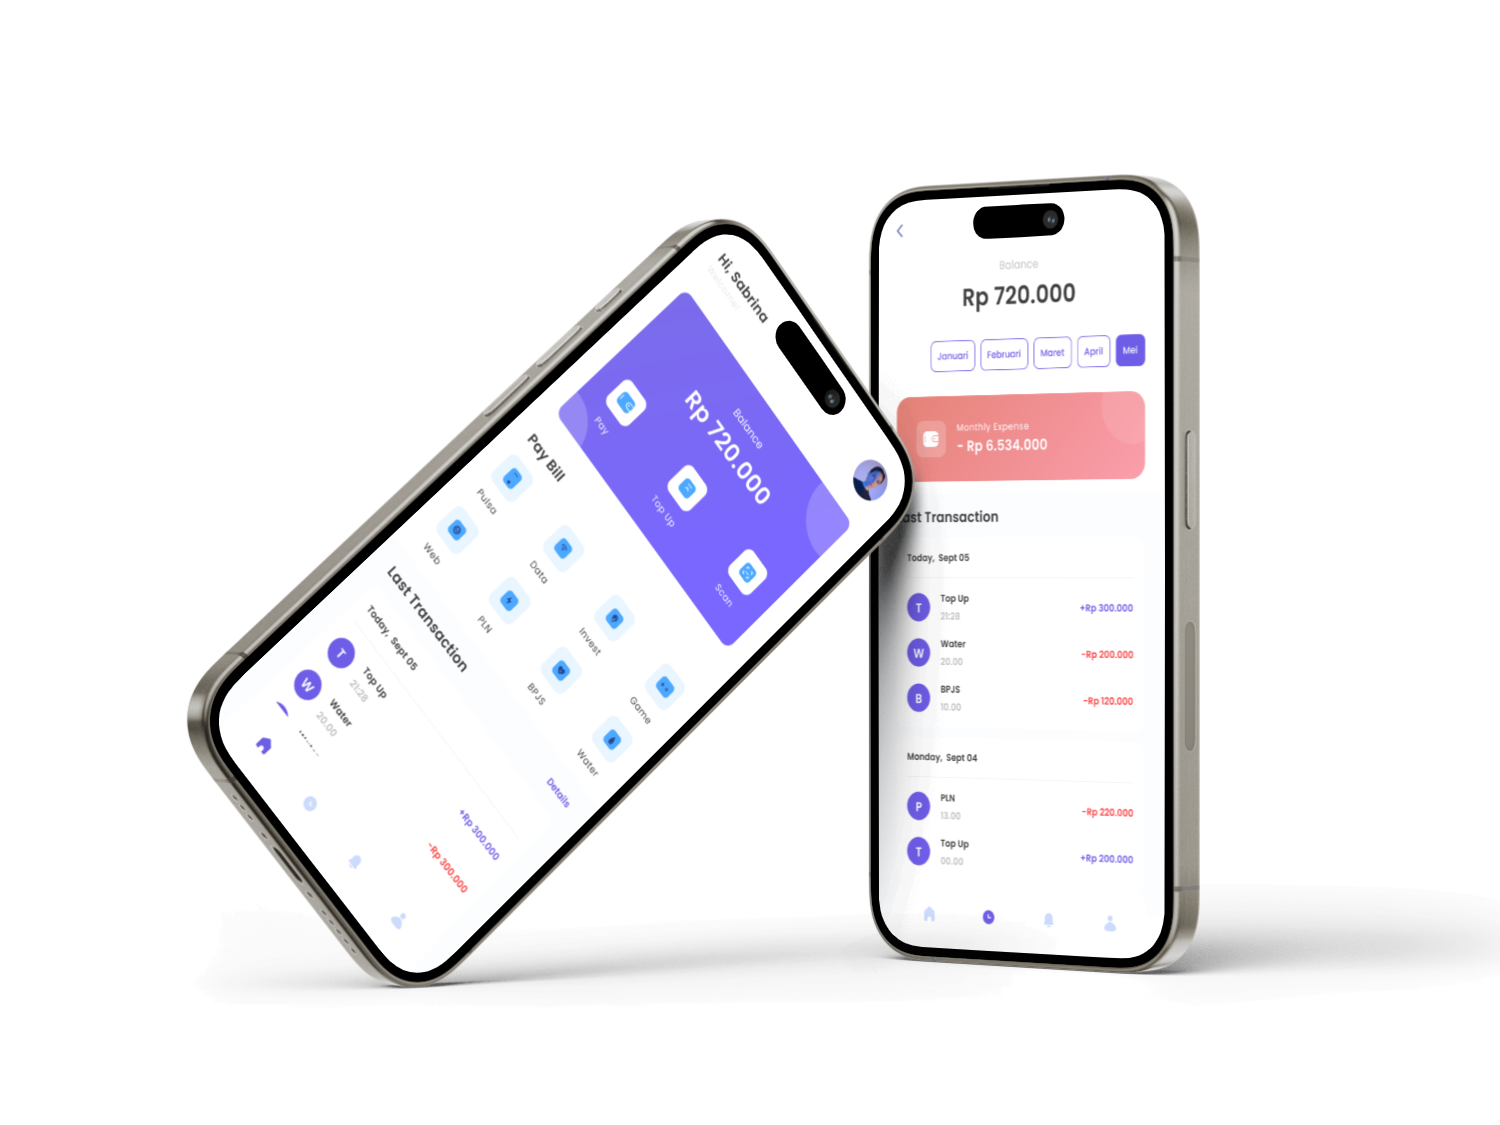 Hi, Sabrina
Welcome!
Balance
Rp 720.000
Pay
Top Up
Scan
Pay Bill
Pulsa
Data
Invest
Game
Web
PLN
BPJS
Water
Last Transaction
Details
Today, Sept 05
T
Top Up
21:28
+Rp 300.000
W
Water
20.00
-Rp 300.000
Balance
Rp 720.000
Januari
Februari
Maret
April
Mei
Monthly Expense
- Rp 6.534.000
ast Transaction
Today, Sept 05
T
Top Up
21:28
+Rp 300.000
W
Water
20.00
-Rp 200.000
B
BPJS
10.00
-Rp 120.000
Monday, Sept 04
P
PLN
13.00
-Rp 220.000
T
Top Up
00.00
+Rp 200.000